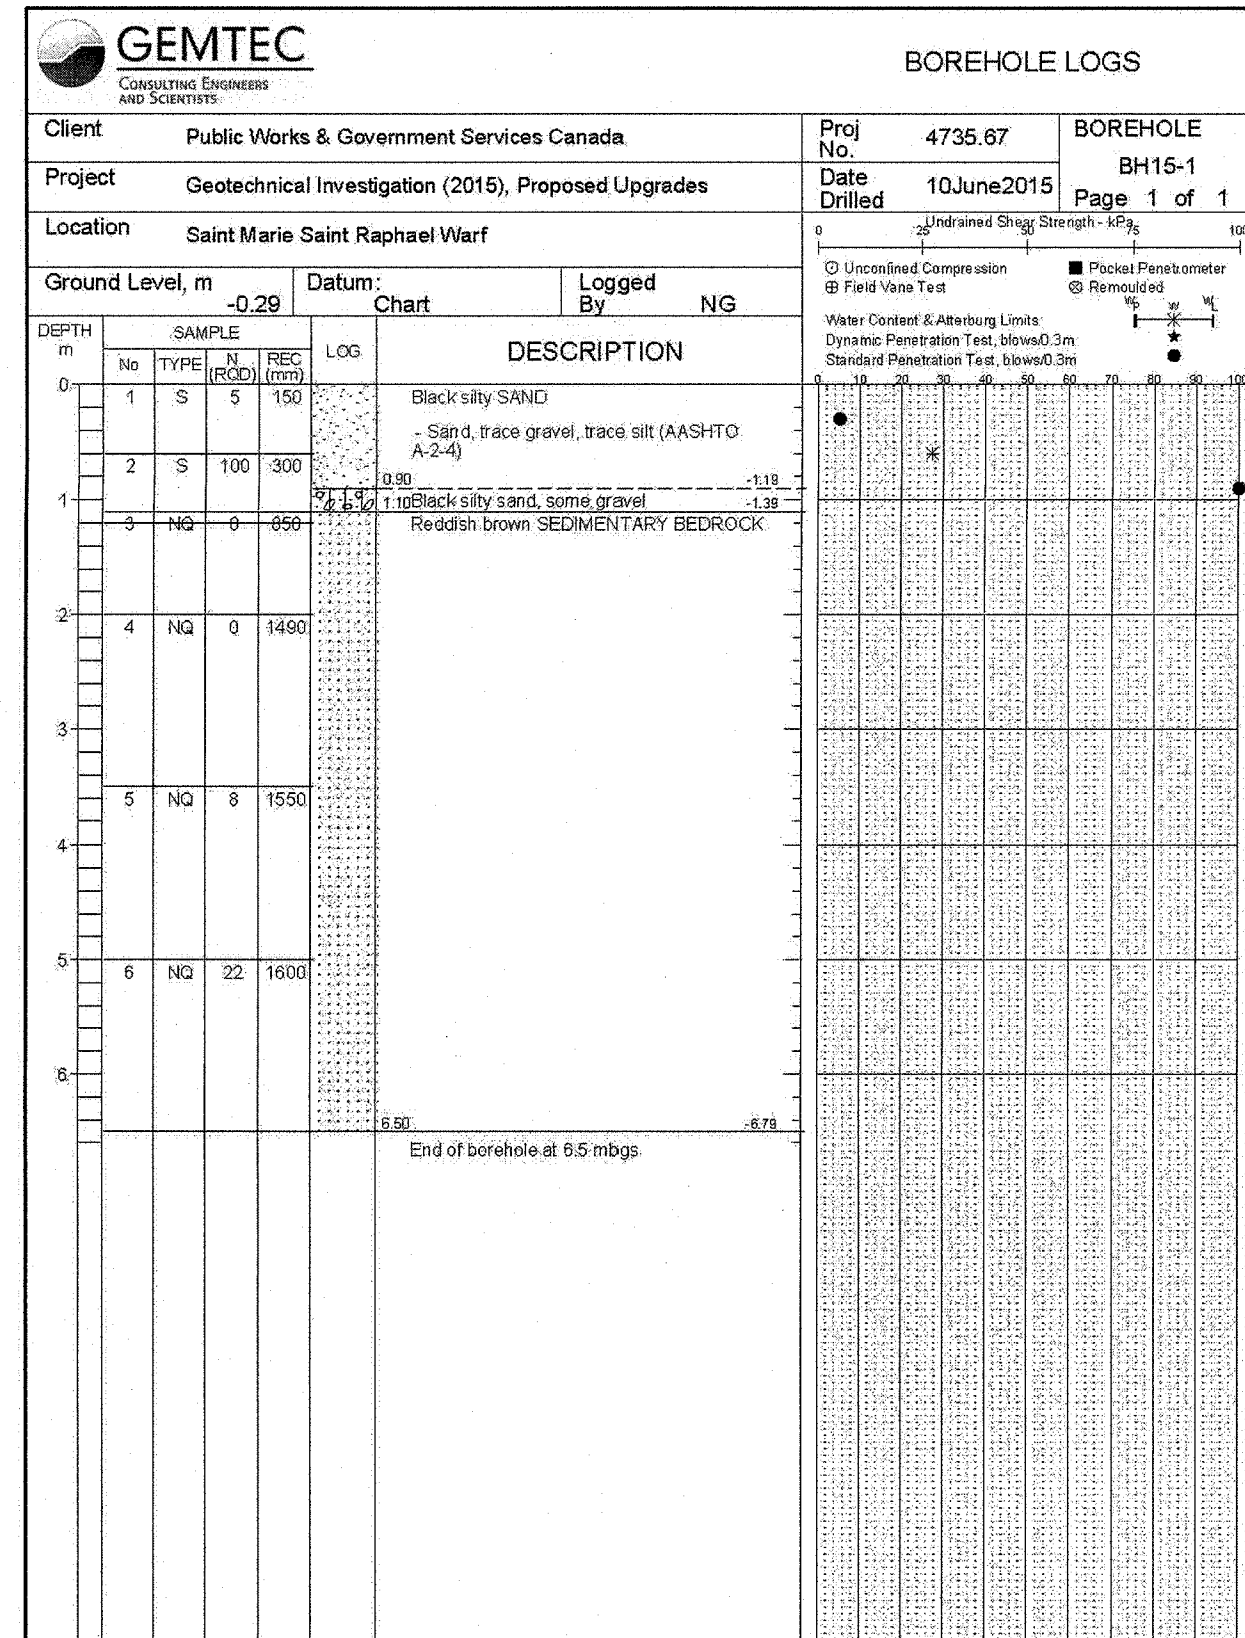 GEMTEC
CONSULTING ENGINEERS
AND SCIENTISTS
BOREHOLE LOGS
Client Public Works & Government Services Canada
Proj No. 4735.67
BOREHOLE
BH15-1
Page 1 of 1
Project Geotechnical Investigation (2015), Proposed Upgrades
Date Drilled 10June2015
Location Saint Marie Saint Raphael Warf
Ground Level, m -0.29
Datum: Chart
Logged By NG
Undrained Shear Strength - kPa
0 25 50 75 100
Unconfined Compression
Pocket Penetrometer
Field Vane Test
Remoulded
Water Content & Atterburg Limits
Wp W WL
Dynamic Penetration Test, blows/0.3m
Standard Penetration Test, blows/0.3m
0 10 20 30 40 50 60 70 80 90 100
DEPTH m
SAMPLE
No TYPE N (RQD) REC (mm)
LOG
DESCRIPTION
0
1 S 5 150
Black silty SAND
- Sand, trace gravel, trace silt (AASHTO
A-2-4)
2 S 100 300
0.90 -1.19
1
1.10 Black silty sand, some gravel -1.39
3 NQ 0 850
Reddish brown SEDIMENTARY BEDROCK
2
4 NQ 0 1490
3
5 NQ 8 1550
4
5
6 NQ 22 1600
6
6.50 -6.79
End of borehole at 6.5 mbgs